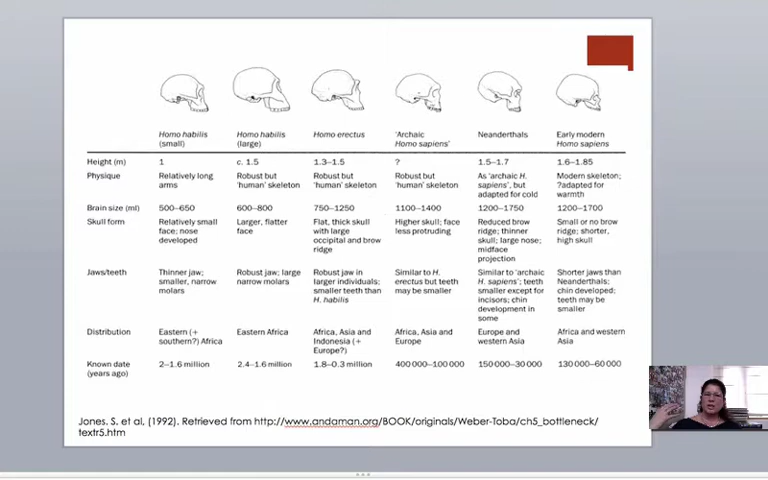 Homo habilis (small) Homo habilis (large) Homo erectus 'Archaic Homo sapiens' Neanderthals Early modern Homo sapiens
Height (m) 1 c. 1.5 1.3–1.5 ? 1.5–1.7 1.6–1.85
Physique Relatively long arms Robust but 'human' skeleton Robust but 'human' skeleton Robust but 'human' skeleton As 'archaic H. sapiens', but adapted for cold Modern skeleton; ?adapted for warmth
Brain size (ml) 500–650 600–800 750–1250 1100–1400 1200–1750 1200–1700
Skull form Relatively small face; nose developed Larger, flatter face Flat, thick skull with large occipital and brow ridge Higher skull; face less protruding Reduced brow ridge; thinner skull; large nose; midface projection Small or no brow ridge; shorter, high skull
Jaws/teeth Thinner jaw; smaller, narrow molars Robust jaw; large narrow molars Robust jaw in larger individuals; smaller teeth than H. habilis Similar to H. erectus but teeth may be smaller Similar to 'archaic H. sapiens'; teeth smaller except for incisors; chin development in some Shorter jaws than Neanderthals; chin developed; teeth may be smaller
Distribution Eastern (+ southern?) Africa Eastern Africa Africa, Asia and Indonesia (+ Europe?) Africa, Asia and Europe Europe and western Asia Africa and western Asia
Known date (years ago) 2–1.6 million 2.4–1.6 million 1.8–0.3 million 400 000–100 000 150 000–30 000 130 000–60 000
Jones. S. et al, (1992). Retrieved from http://www.andaman.org/BOOK/originals/Weber-Toba/ch5_bottleneck/
textr5.htm